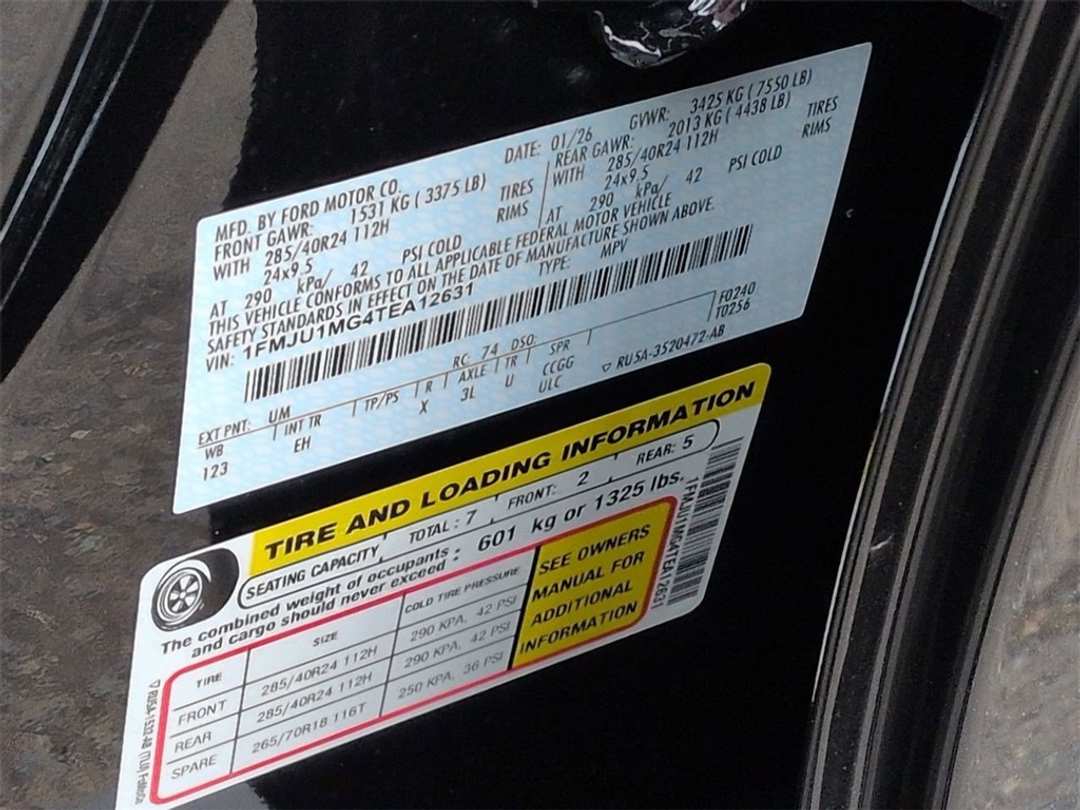 MFD. BY FORD MOTOR CO.
DATE: 01/26
GVWR: 3425 KG ( 7550 LB)
FRONT GAWR: 1531 KG ( 3375 LB)
REAR GAWR: 2013 KG ( 4438 LB)
WITH 285/40R24 112H TIRES
WITH 285/40R24 112H TIRES
24x9.5 RIMS
24x9.5 RIMS
AT 290 kPa/ 42 PSI COLD
AT 290 kPa/ 42 PSI COLD
THIS VEHICLE CONFORMS TO ALL APPLICABLE FEDERAL MOTOR VEHICLE
SAFETY STANDARDS IN EFFECT ON THE DATE OF MANUFACTURE SHOWN ABOVE.
VIN: 1FMJU1MG4TEA12631 TYPE: MPV
F0240
T0256
EXT PNT: UM RC: 74 DSO:
WB INT TR TP/PS R AXLE TR SPR
123 EH X 3L U CCGG
ULC
▽ RU5A-3520472-AB
TIRE AND LOADING INFORMATION
SEATING CAPACITY TOTAL : 7 FRONT: 2 REAR: 5
The combined weight of occupants
and cargo should never exceed : 601 kg or 1325 lbs.
TIRE SIZE COLD TIRE PRESSURE
FRONT 285/40R24 112H 290 KPA, 42 PSI
REAR 285/40R24 112H 290 KPA, 42 PSI
SPARE 265/70R18 116T 250 KPA, 36 PSI
SEE OWNERS
MANUAL FOR
ADDITIONAL
INFORMATION
1FMJU1MG4TEA12631